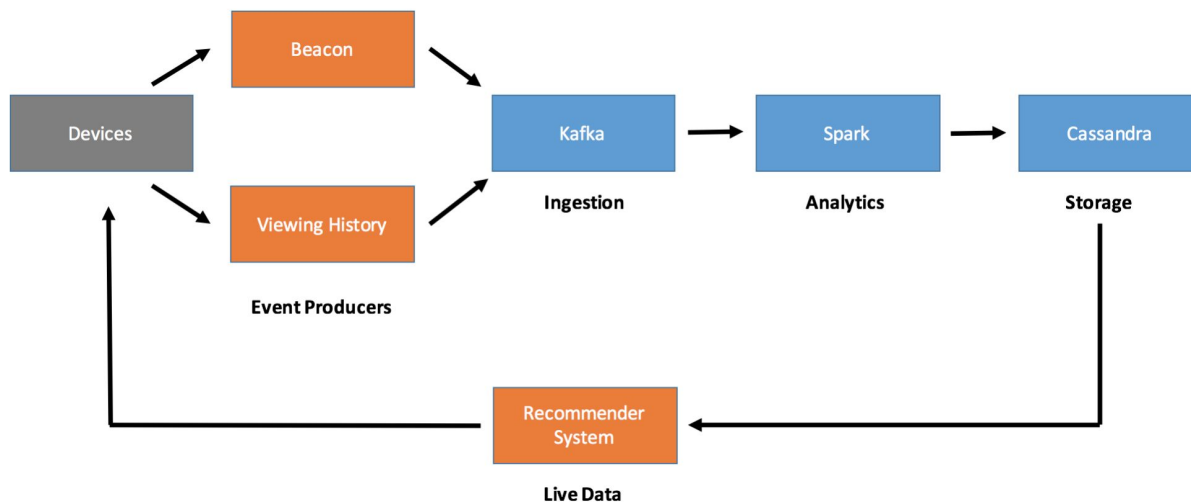 Beacon
Devices
Kafka
Spark
Cassandra
Viewing History
Ingestion
Analytics
Storage
Event Producers
Recommender
System
Live Data